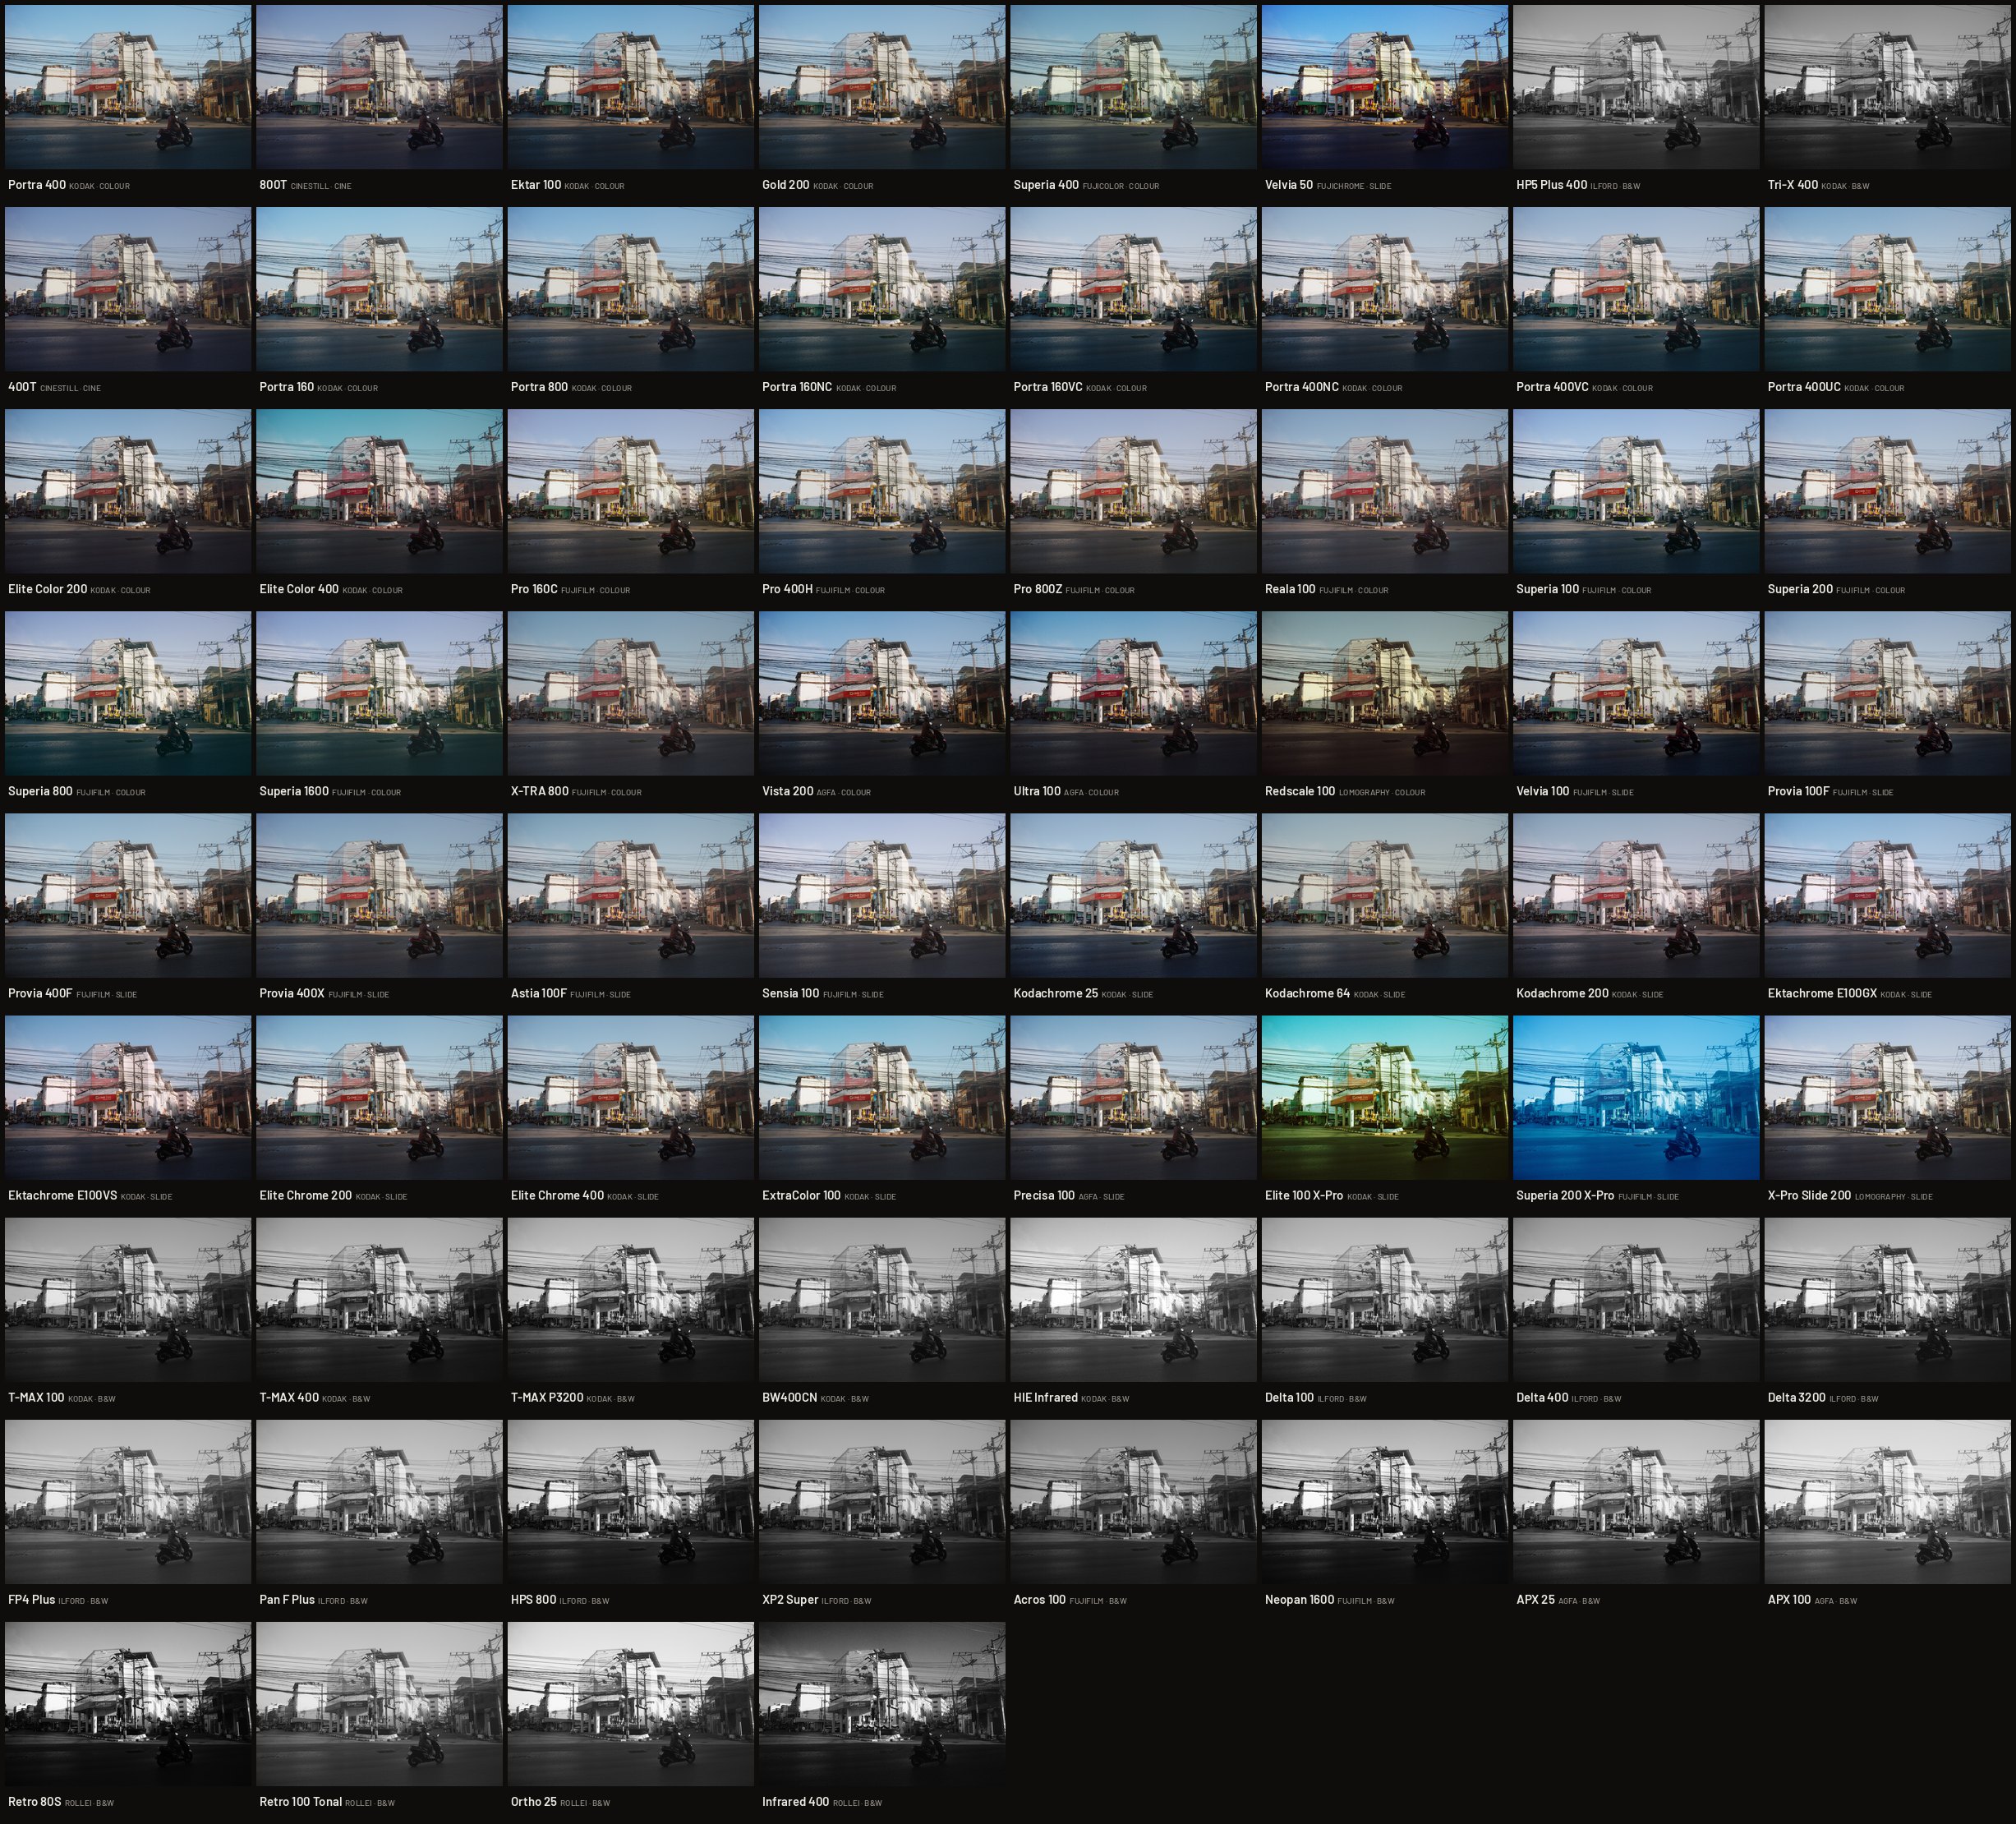 Portra 400 KODAK · COLOUR
800T CINESTILL · CINE
Ektar 100 KODAK · COLOUR
Gold 200 KODAK · COLOUR
Superia 400 FUJICOLOR · COLOUR
Velvia 50 FUJICHROME · SLIDE
HP5 Plus 400 ILFORD · B&W
Tri-X 400 KODAK · B&W
400T CINESTILL · CINE
Portra 160 KODAK · COLOUR
Portra 800 KODAK · COLOUR
Portra 160NC KODAK · COLOUR
Portra 160VC KODAK · COLOUR
Portra 400NC KODAK · COLOUR
Portra 400VC KODAK · COLOUR
Portra 400UC KODAK · COLOUR
Elite Color 200 KODAK · COLOUR
Elite Color 400 KODAK · COLOUR
Pro 160C FUJIFILM · COLOUR
Pro 400H FUJIFILM · COLOUR
Pro 800Z FUJIFILM · COLOUR
Reala 100 FUJIFILM · COLOUR
Superia 100 FUJIFILM · COLOUR
Superia 200 FUJIFILM · COLOUR
Superia 800 FUJIFILM · COLOUR
Superia 1600 FUJIFILM · COLOUR
X-TRA 800 FUJIFILM · COLOUR
Vista 200 AGFA · COLOUR
Ultra 100 AGFA · COLOUR
Redscale 100 LOMOGRAPHY · COLOUR
Velvia 100 FUJIFILM · SLIDE
Provia 100F FUJIFILM · SLIDE
Provia 400F FUJIFILM · SLIDE
Provia 400X FUJIFILM · SLIDE
Astia 100F FUJIFILM · SLIDE
Sensia 100 FUJIFILM · SLIDE
Kodachrome 25 KODAK · SLIDE
Kodachrome 64 KODAK · SLIDE
Kodachrome 200 KODAK · SLIDE
Ektachrome E100GX KODAK · SLIDE
Ektachrome E100VS KODAK · SLIDE
Elite Chrome 200 KODAK · SLIDE
Elite Chrome 400 KODAK · SLIDE
ExtraColor 100 KODAK · SLIDE
Precisa 100 AGFA · SLIDE
Elite 100 X-Pro KODAK · SLIDE
Superia 200 X-Pro FUJIFILM · SLIDE
X-Pro Slide 200 LOMOGRAPHY · SLIDE
T-MAX 100 KODAK · B&W
T-MAX 400 KODAK · B&W
T-MAX P3200 KODAK · B&W
BW400CN KODAK · B&W
HIE Infrared KODAK · B&W
Delta 100 ILFORD · B&W
Delta 400 ILFORD · B&W
Delta 3200 ILFORD · B&W
FP4 Plus ILFORD · B&W
Pan F Plus ILFORD · B&W
HPS 800 ILFORD · B&W
XP2 Super ILFORD · B&W
Acros 100 FUJIFILM · B&W
Neopan 1600 FUJIFILM · B&W
APX 25 AGFA · B&W
APX 100 AGFA · B&W
Retro 80S ROLLEI · B&W
Retro 100 Tonal ROLLEI · B&W
Ortho 25 ROLLEI · B&W
Infrared 400 ROLLEI · B&W